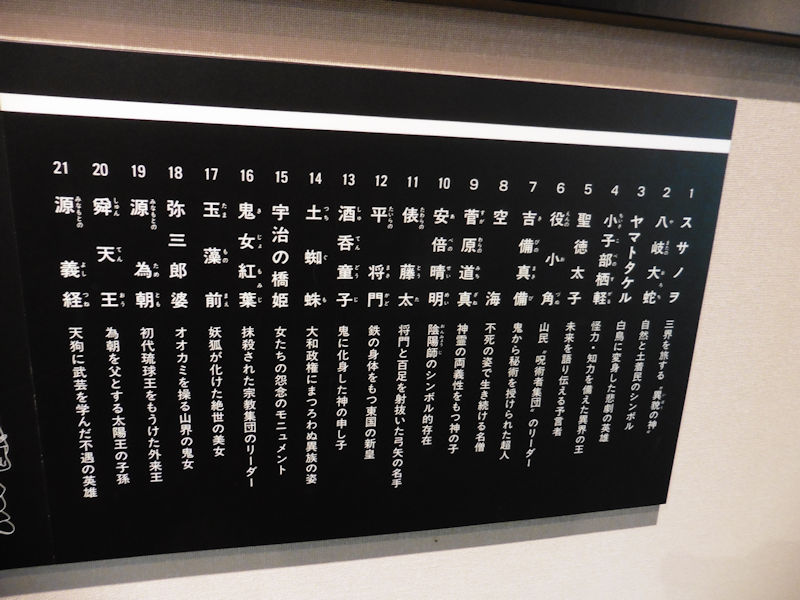 1 スサノヲ 三界を旅する〝異貌の神〟
2 八岐大蛇 自然と土着民のシンボル
3 ヤマトタケル 白鳥に変身した悲劇の英雄
4 小子部栖軽 怪力・知力を備えた異界の王
5 聖徳太子 未来を語り伝える予言者
6 役小角 山民〝呪術者集団〟のリーダー
7 吉備真備 鬼から秘術を授けられた超人
8 空海 不死の姿で生き続ける名僧
9 菅原道真 神霊の両義性をもつ神の子
10 安倍晴明 陰陽師のシンボル的存在
11 俵藤太 将門と百足を射抜いた弓矢の名手
12 平将門 鉄の身体をもつ東国の新皇
13 酒呑童子 鬼に化身した神の申し子
14 土蜘蛛 大和政権にまつろわぬ異族の姿
15 宇治の橋姫 女たちの怨念のモニュメント
16 鬼女紅葉 抹殺された宗教集団のリーダー
17 玉藻前 妖狐が化けた絶世の美女
18 弥三郎婆 オオカミを操る山界の鬼女
19 源為朝 初代琉球王をもうけた外来王
20 舜天王 為朝を父とする太陽王の子孫
21 源義経 天狗に武芸を学んだ不遇の英雄